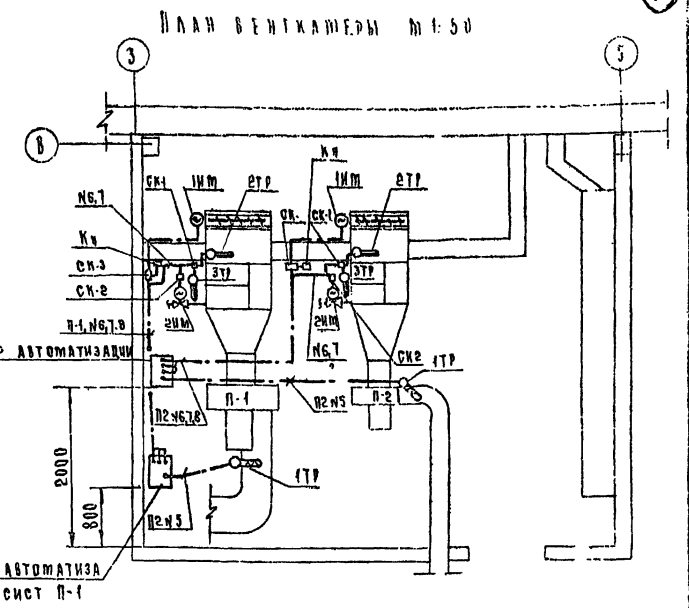 ПЛАН ВЕНТКАМЕРЫ М 1:50
3
5
В
КП
СК-1
1ИМ
2ТР
СК-1
1ИМ
2ТР
N6,7
КП
СК-3
СК-2
3ТР
3ТР
2ИМ
2ИМ
П-1, N6,7,8
N6,7
СК2
1ТР
АВТОМАТИЗАЦИИ
П-1
П-2
П2 N6,7,8
П2 N5
2000
800
1ТР
П2 N5
АВТОМАТИЗА
СИСТ П-1